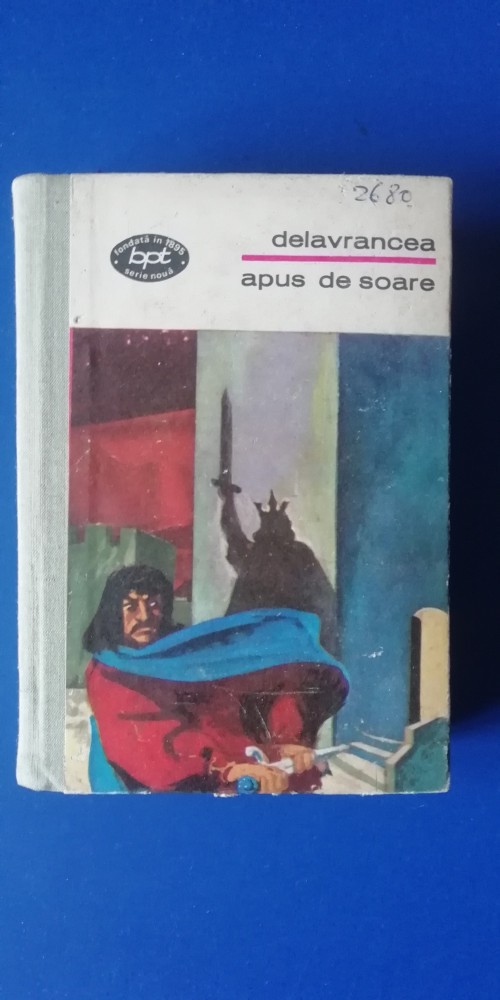 2680
fondată în 1895
bpt
serie nouă
delavrancea
apus de soare